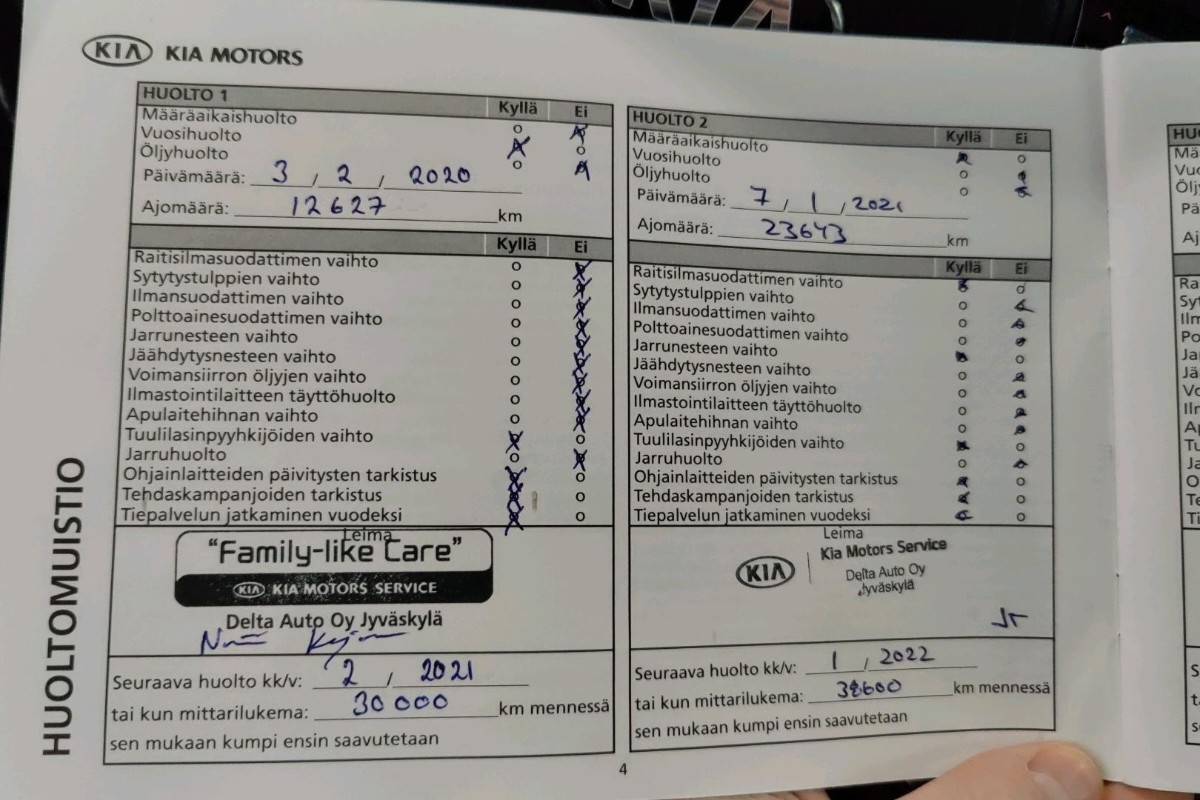 KIA KIA MOTORS
HUOLTO 1 Kyllä Ei
Määräaikaishuolto
Vuosihuolto
Öljyhuolto
Päivämäärä: 3 / 2 / 2020
Ajomäärä: 12627 km
Kyllä Ei
Raitisilmasuodattimen vaihto
Sytytystulppien vaihto
Ilmansuodattimen vaihto
Polttoainesuodattimen vaihto
Jarrunesteen vaihto
Jäähdytysnesteen vaihto
Voimansiirron öljyjen vaihto
Ilmastointilaitteen täyttöhuolto
Apulaitehihnan vaihto
Tuulilasinpyyhkijöiden vaihto
Jarruhuolto
Ohjainlaitteiden päivitysten tarkistus
Tehdaskampanjoiden tarkistus
Tiepalvelun jatkaminen vuodeksi
Leima
"Family-like Care"
KIA KIA MOTORS SERVICE
Delta Auto Oy Jyväskylä
Seuraava huolto kk/v: 2 / 2021
tai kun mittarilukema: 30 000 km mennessä
sen mukaan kumpi ensin saavutetaan
HUOLTO 2 Kyllä Ei
Määräaikaishuolto
Vuosihuolto
Öljyhuolto
Päivämäärä: 7 / 1 / 2021
Ajomäärä: 23643 km
Kyllä Ei
Raitisilmasuodattimen vaihto
Sytytystulppien vaihto
Ilmansuodattimen vaihto
Polttoainesuodattimen vaihto
Jarrunesteen vaihto
Jäähdytysnesteen vaihto
Voimansiirron öljyjen vaihto
Ilmastointilaitteen täyttöhuolto
Apulaitehihnan vaihto
Tuulilasinpyyhkijöiden vaihto
Jarruhuolto
Ohjainlaitteiden päivitysten tarkistus
Tehdaskampanjoiden tarkistus
Tiepalvelun jatkaminen vuodeksi
Leima
KIA Kia Motors Service
Delta Auto Oy
Jyväskylä
Seuraava huolto kk/v: 1 / 2022
tai kun mittarilukema: 38600 km mennessä
sen mukaan kumpi ensin saavutetaan
HUOLTOMUISTIO
4